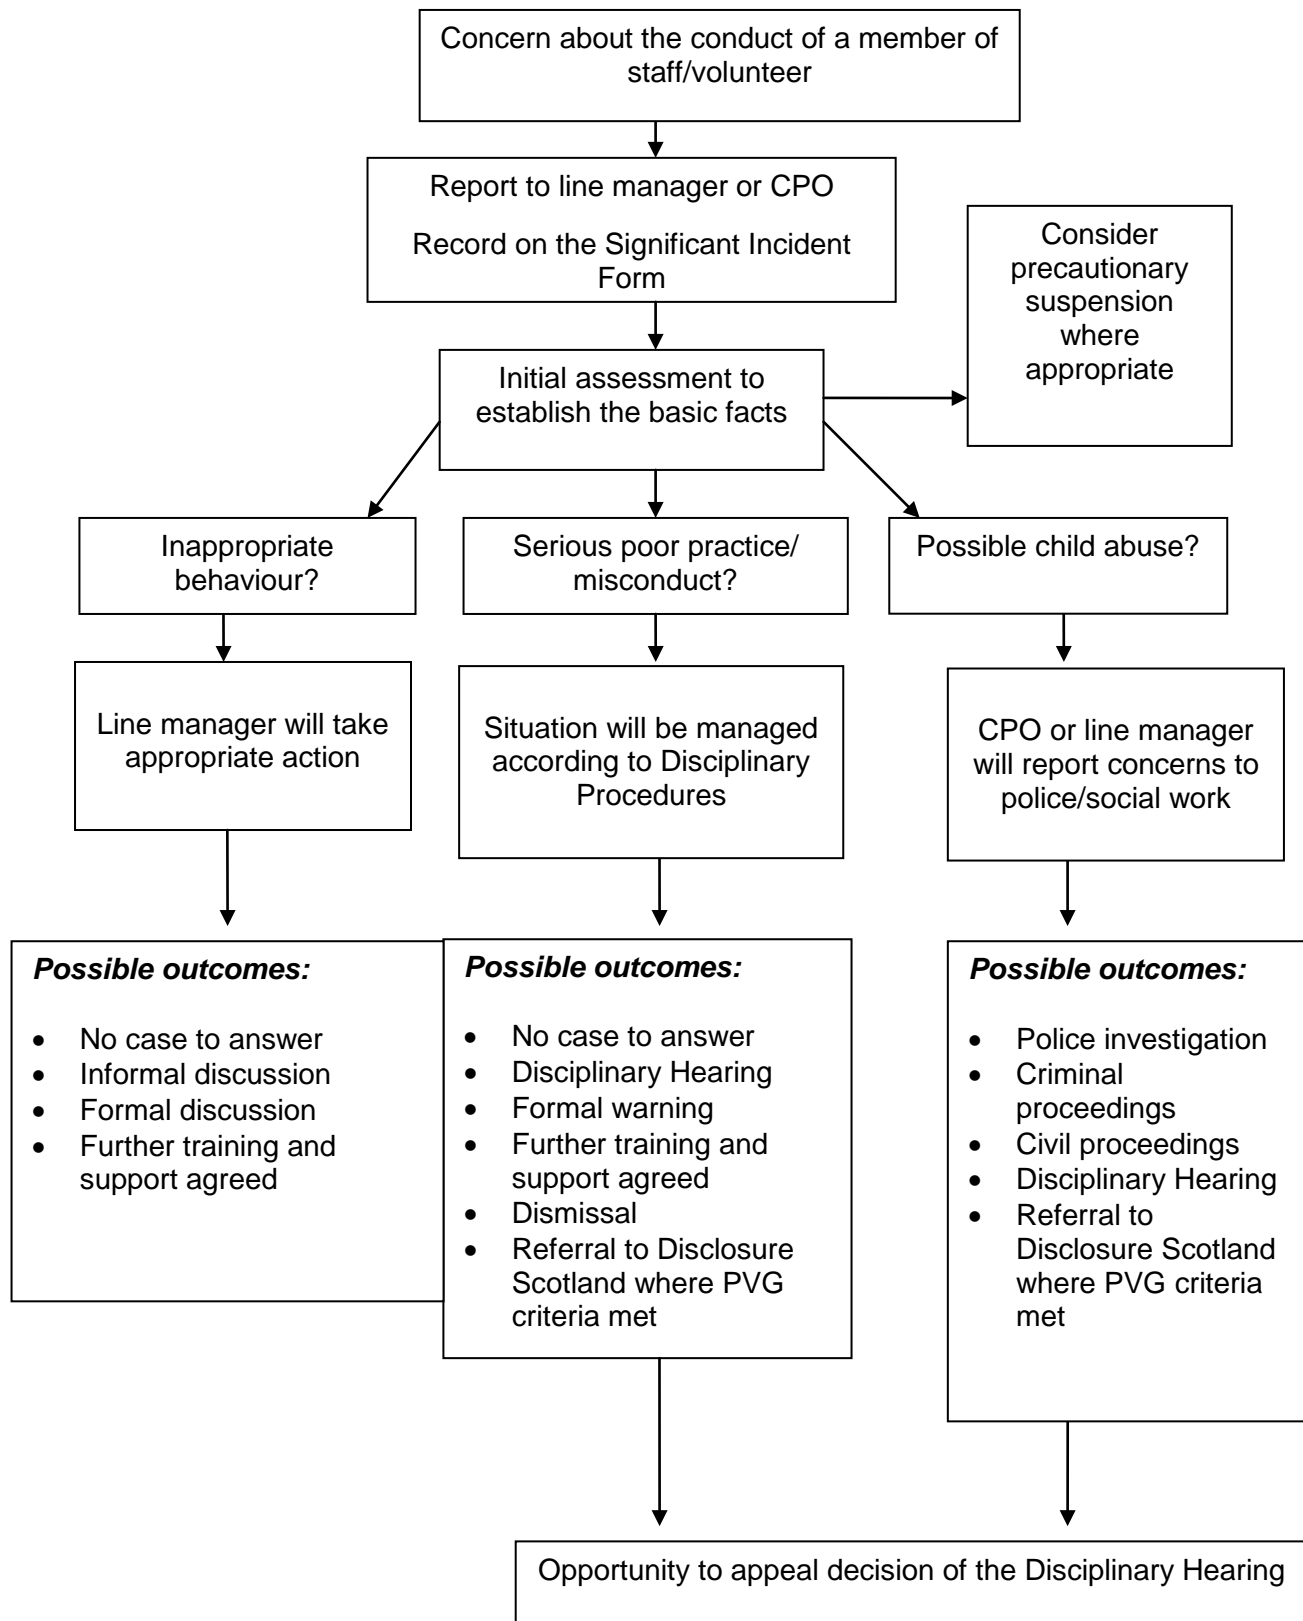 Concern about the conduct of a member of
staff/volunteer
Report to line manager or CPO
Record on the Significant Incident
Form
Consider
precautionary
suspension
where
appropriate
Initial assessment to
establish the basic facts
Inappropriate
behaviour?
Serious poor practice/
misconduct?
Possible child abuse?
Line manager will take
appropriate action
Situation will be managed
according to Disciplinary
Procedures
CPO or line manager
will report concerns to
police/social work
Possible outcomes:
• No case to answer
• Informal discussion
• Formal discussion
• Further training and
support agreed
Possible outcomes:
• No case to answer
• Disciplinary Hearing
• Formal warning
• Further training and
support agreed
• Dismissal
• Referral to Disclosure
Scotland where PVG
criteria met
Possible outcomes:
• Police investigation
• Criminal
proceedings
• Civil proceedings
• Disciplinary Hearing
• Referral to
Disclosure Scotland
where PVG criteria
met
Opportunity to appeal decision of the Disciplinary Hearing